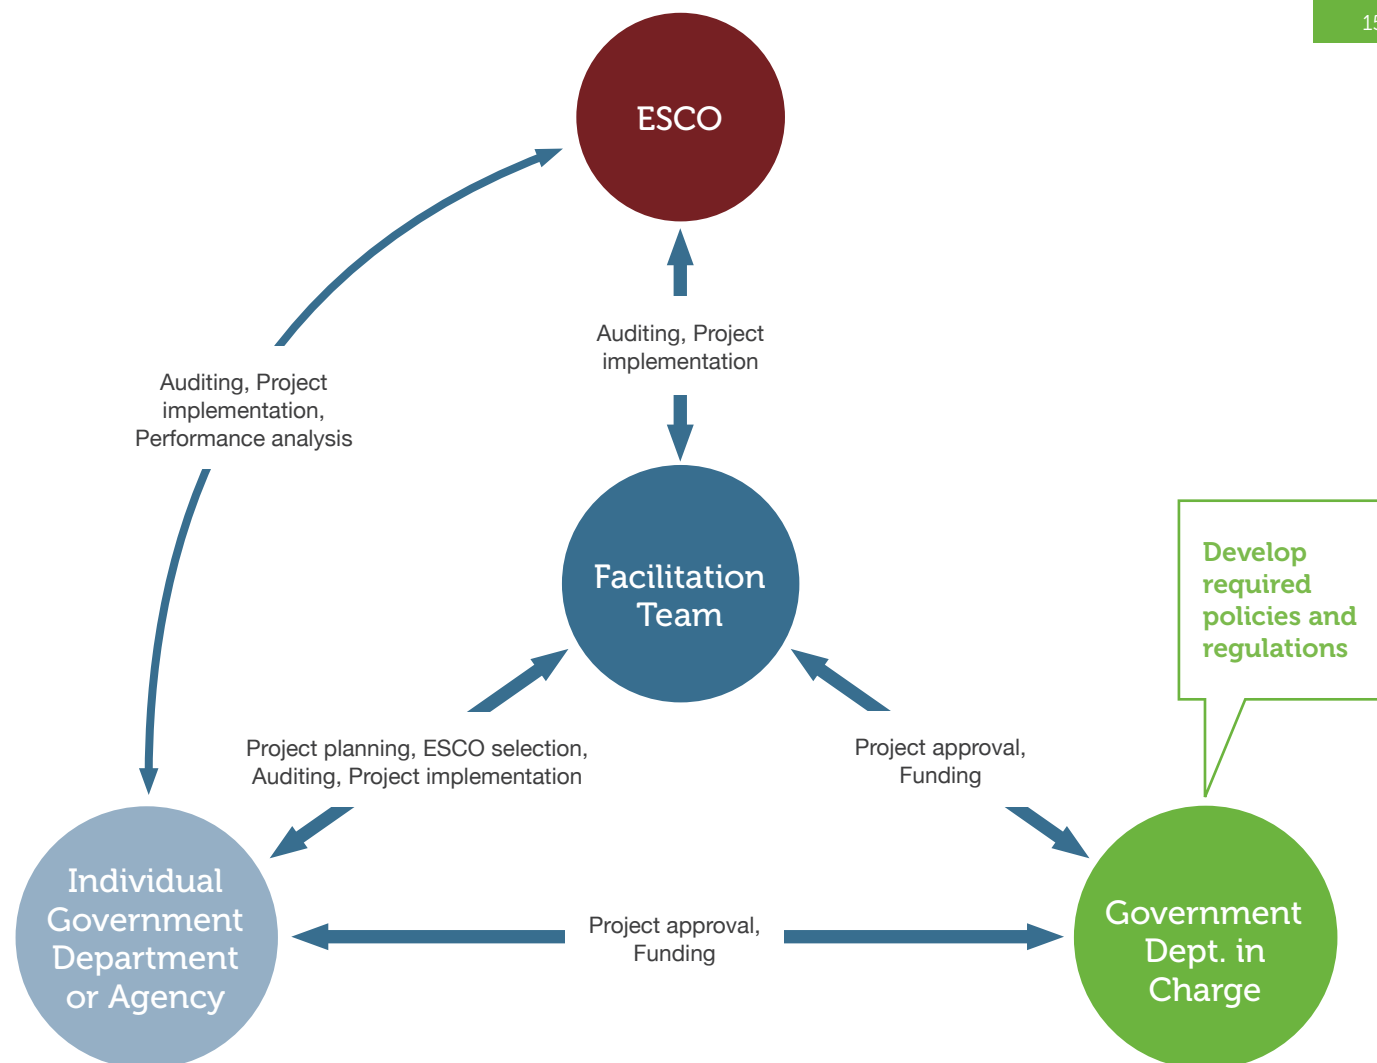 15
ESCO
Auditing, Project
implementation
Auditing, Project
implementation,
Performance analysis
Facilitation
Team
Develop
required
policies and
regulations
Project planning, ESCO selection,
Auditing, Project implementation
Project approval,
Funding
Individual
Government
Department
or Agency
Project approval,
Funding
Government
Dept. in
Charge